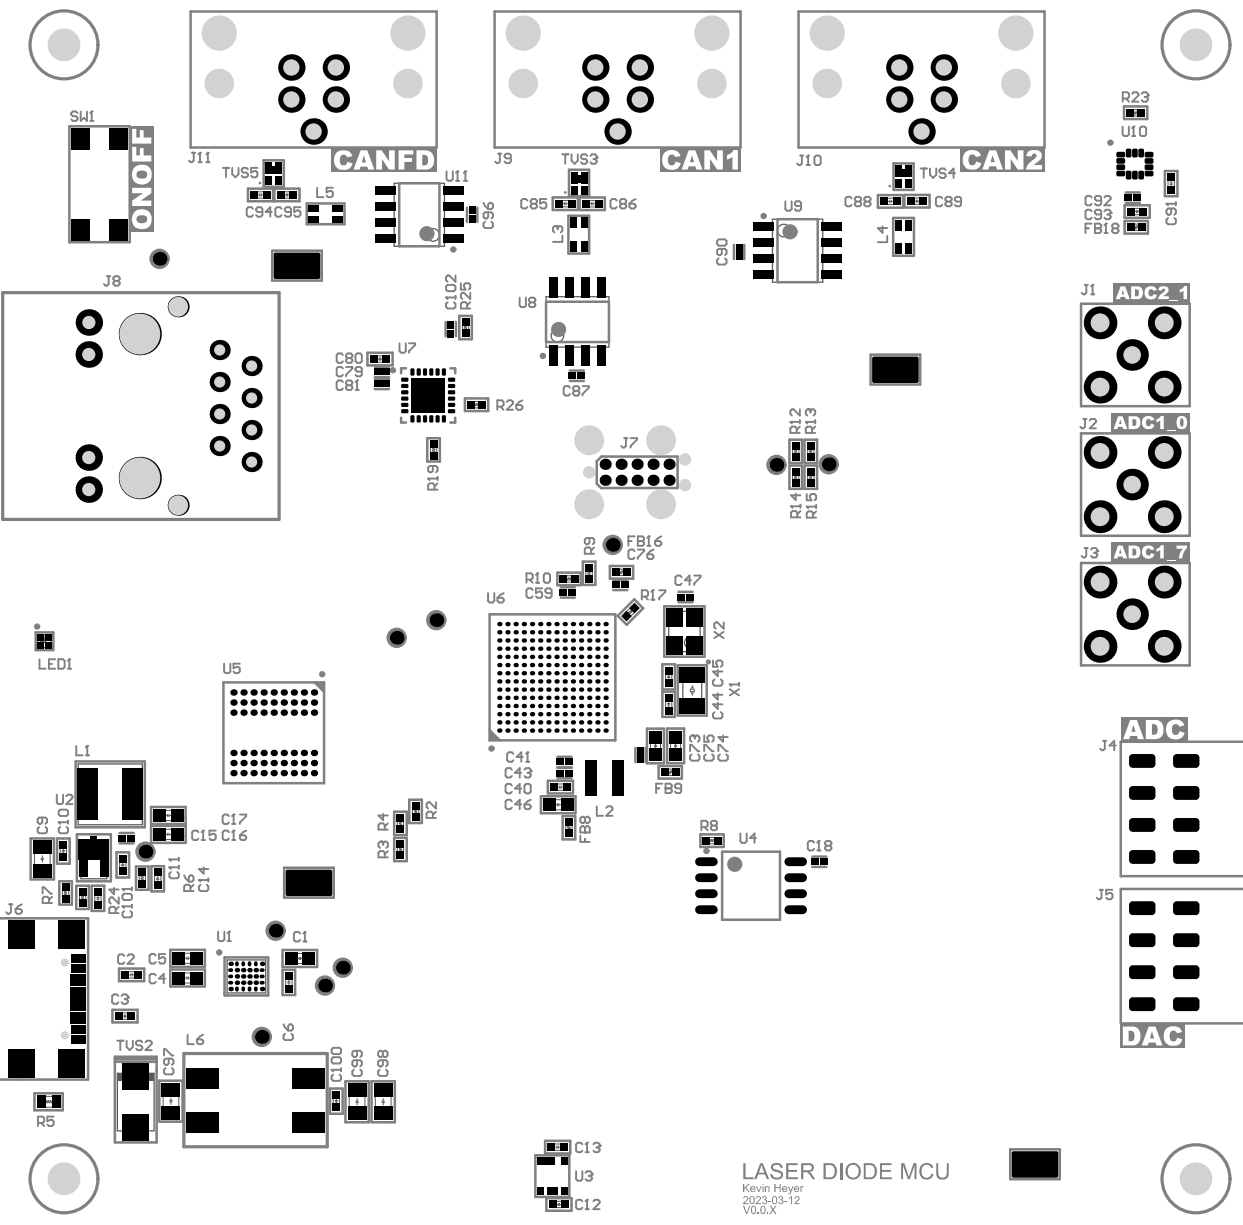 SW1
ONOFF
J11
CANFD
J9
CAN1
J10
CAN2
R23
U10
TVS5
C94
C95
L5
U11
C96
TVS3
C85
C86
L3
U9
C90
TVS4
C88
C89
L4
C92
C93
FB18
C91
J8
C102
R25
U8
C87
J1
ADC2_1
C80
C79
C81
U7
R26
R19
J7
R12
R13
R14
R15
J2
ADC1_0
J3
ADC1_7
R9
FB16
C76
R10
C59
U6
R17
C47
X2
C45
X1
C44
LED1
U5
C73
C75
C74
FB9
C41
C43
C40
C46
L2
FB8
ADC
J4
L1
U2
C9
C10
C17
C15
C16
R4
R2
R3
R7
R24
C101
C11
R6
C14
R8
U4
C18
J6
J5
U1
C1
C2
C5
C4
C3
C6
DAC
TVS2
C97
L6
C100
C99
C98
R5
C13
U3
C12
LASER DIODE MCU
Kevin Heyer
2023-03-12
V0.0.X